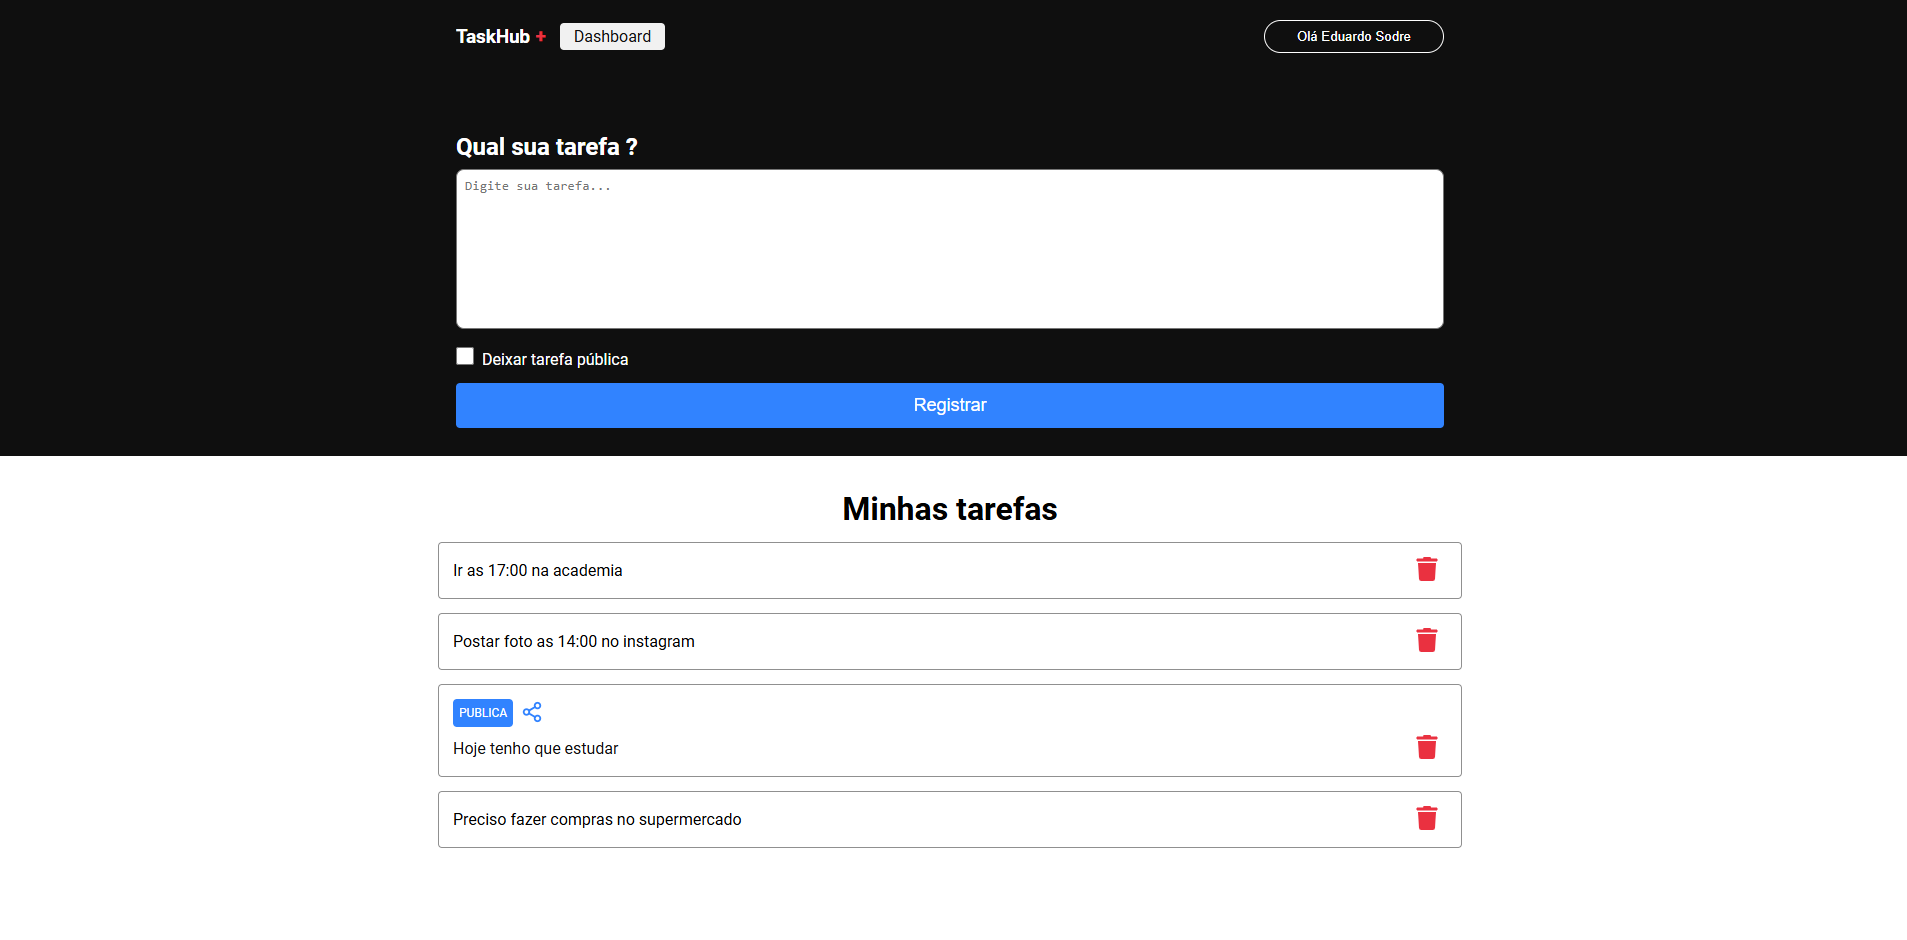 TaskHub + Dashboard Olá Eduardo Sodre
Qual sua tarefa ?
Digite sua tarefa...
Deixar tarefa pública
Registrar
Minhas tarefas
Ir as 17:00 na academia
Postar foto as 14:00 no instagram
PUBLICA
Hoje tenho que estudar
Preciso fazer compras no supermercado